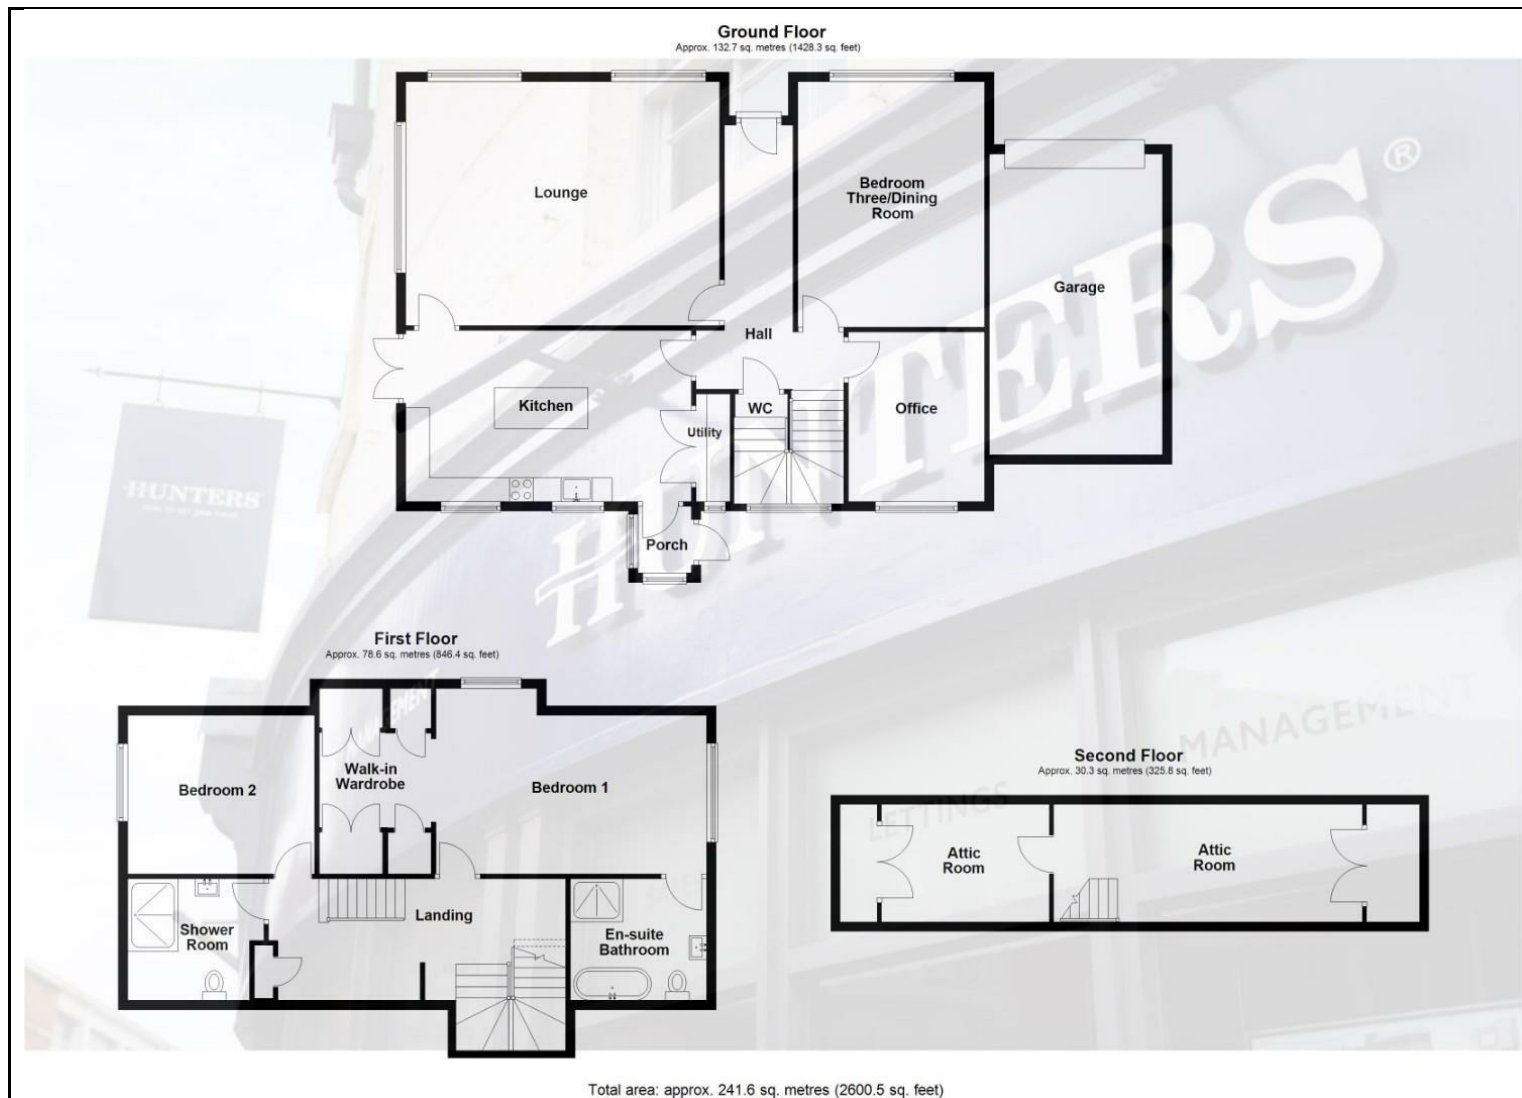 Ground Floor
Approx. 132.7 sq. metres (1428.3 sq. feet)
Lounge
Bedroom
Three/Dining
Room
Garage
Hall
Kitchen
WC
Office
Utility
Porch
HUNTERS®
HUNTERS
First Floor
Approx. 78.6 sq. metres (846.4 sq. feet)
MANAGEMENT
Bedroom 2
Walk-in
Wardrobe
Bedroom 1
Landing
Shower
Room
En-suite
Bathroom
MANAGEMENT
LETTINGS
Second Floor
Approx. 30.3 sq. metres (325.8 sq. feet)
Attic
Room
Attic
Room
Total area: approx. 241.6 sq. metres (2600.5 sq. feet)